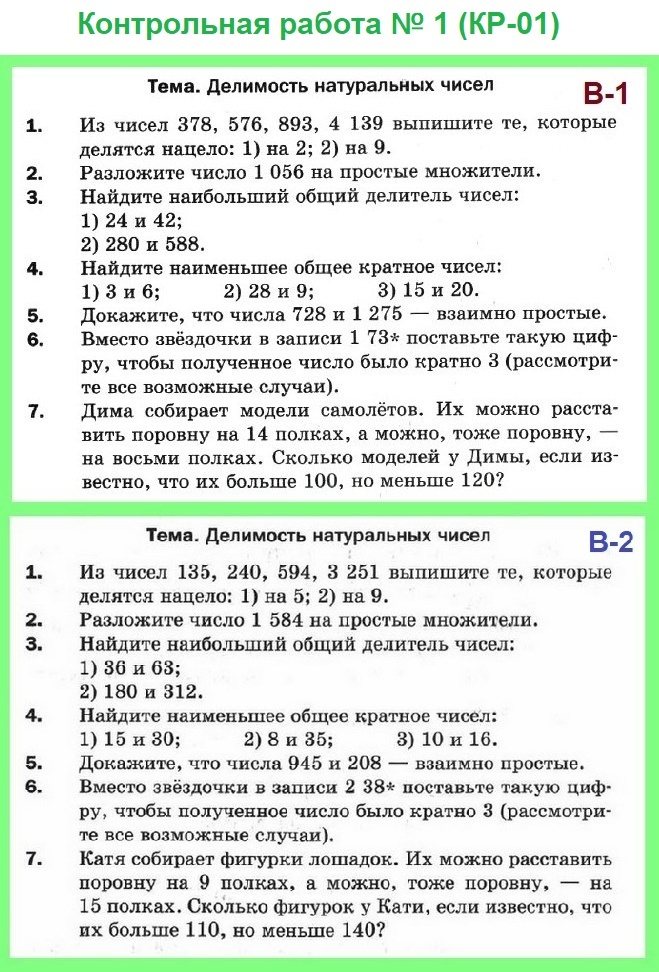 Контрольная работа № 1 (КР-01)
Тема. Делимость натуральных чисел
В-1
1. Из чисел 378, 576, 893, 4 139 выпишите те, которые
делятся нацело: 1) на 2; 2) на 9.
2. Разложите число 1 056 на простые множители.
3. Найдите наибольший общий делитель чисел:
1) 24 и 42;
2) 280 и 588.
4. Найдите наименьшее общее кратное чисел:
1) 3 и 6; 2) 28 и 9; 3) 15 и 20.
5. Докажите, что числа 728 и 1 275 — взаимно простые.
6. Вместо звёздочки в записи 1 73* поставьте такую циф-
ру, чтобы полученное число было кратно 3 (рассмотри-
те все возможные случаи).
7. Дима собирает модели самолётов. Их можно расста-
вить поровну на 14 полках, а можно, тоже поровну, —
на восьми полках. Сколько моделей у Димы, если из-
вестно, что их больше 100, но меньше 120?
Тема. Делимость натуральных чисел
В-2
1. Из чисел 135, 240, 594, 3 251 выпишите те, которые
делятся нацело: 1) на 5; 2) на 9.
2. Разложите число 1 584 на простые множители.
3. Найдите наибольший общий делитель чисел:
1) 36 и 63;
2) 180 и 312.
4. Найдите наименьшее общее кратное чисел:
1) 15 и 30; 2) 8 и 35; 3) 10 и 16.
5. Докажите, что числа 945 и 208 — взаимно простые.
6. Вместо звёздочки в записи 2 38* поставьте такую циф-
ру, чтобы полученное число было кратно 3 (рассмотри-
те все возможные случаи).
7. Катя собирает фигурки лошадок. Их можно расставить
поровну на 9 полках, а можно, тоже поровну, — на
15 полках. Сколько фигурок у Кати, если известно, что
их больше 110, но меньше 140?